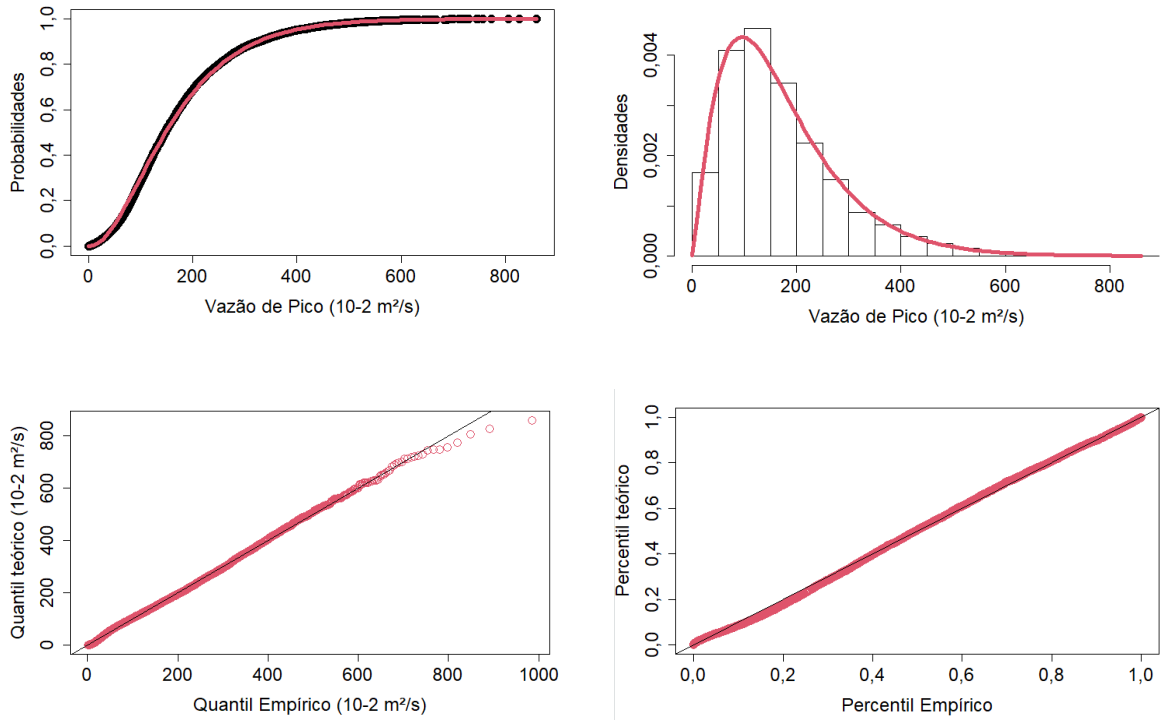 Probabilidades
1,0
0,8
0,6
0,4
0,2
0,0
0 200 400 600 800
Vazão de Pico (10-2 m²/s)
Densidades
0,004
0,002
0,000
0 200 400 600 800
Vazão de Pico (10-2 m²/s)
Quantil teórico (10-2 m²/s)
800
600
400
200
0
0 200 400 600 800 1000
Quantil Empírico (10-2 m²/s)
Percentil teórico
1,0
0,8
0,6
0,4
0,2
0,0
0,0 0,2 0,4 0,6 0,8 1,0
Percentil Empírico